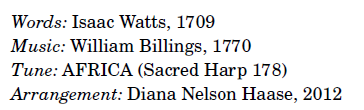 Words: Isaac Watts, 1709
Music: William Billings, 1770
Tune: AFRICA (Sacred Harp 178)
Arrangement: Diana Nelson Haase, 2012